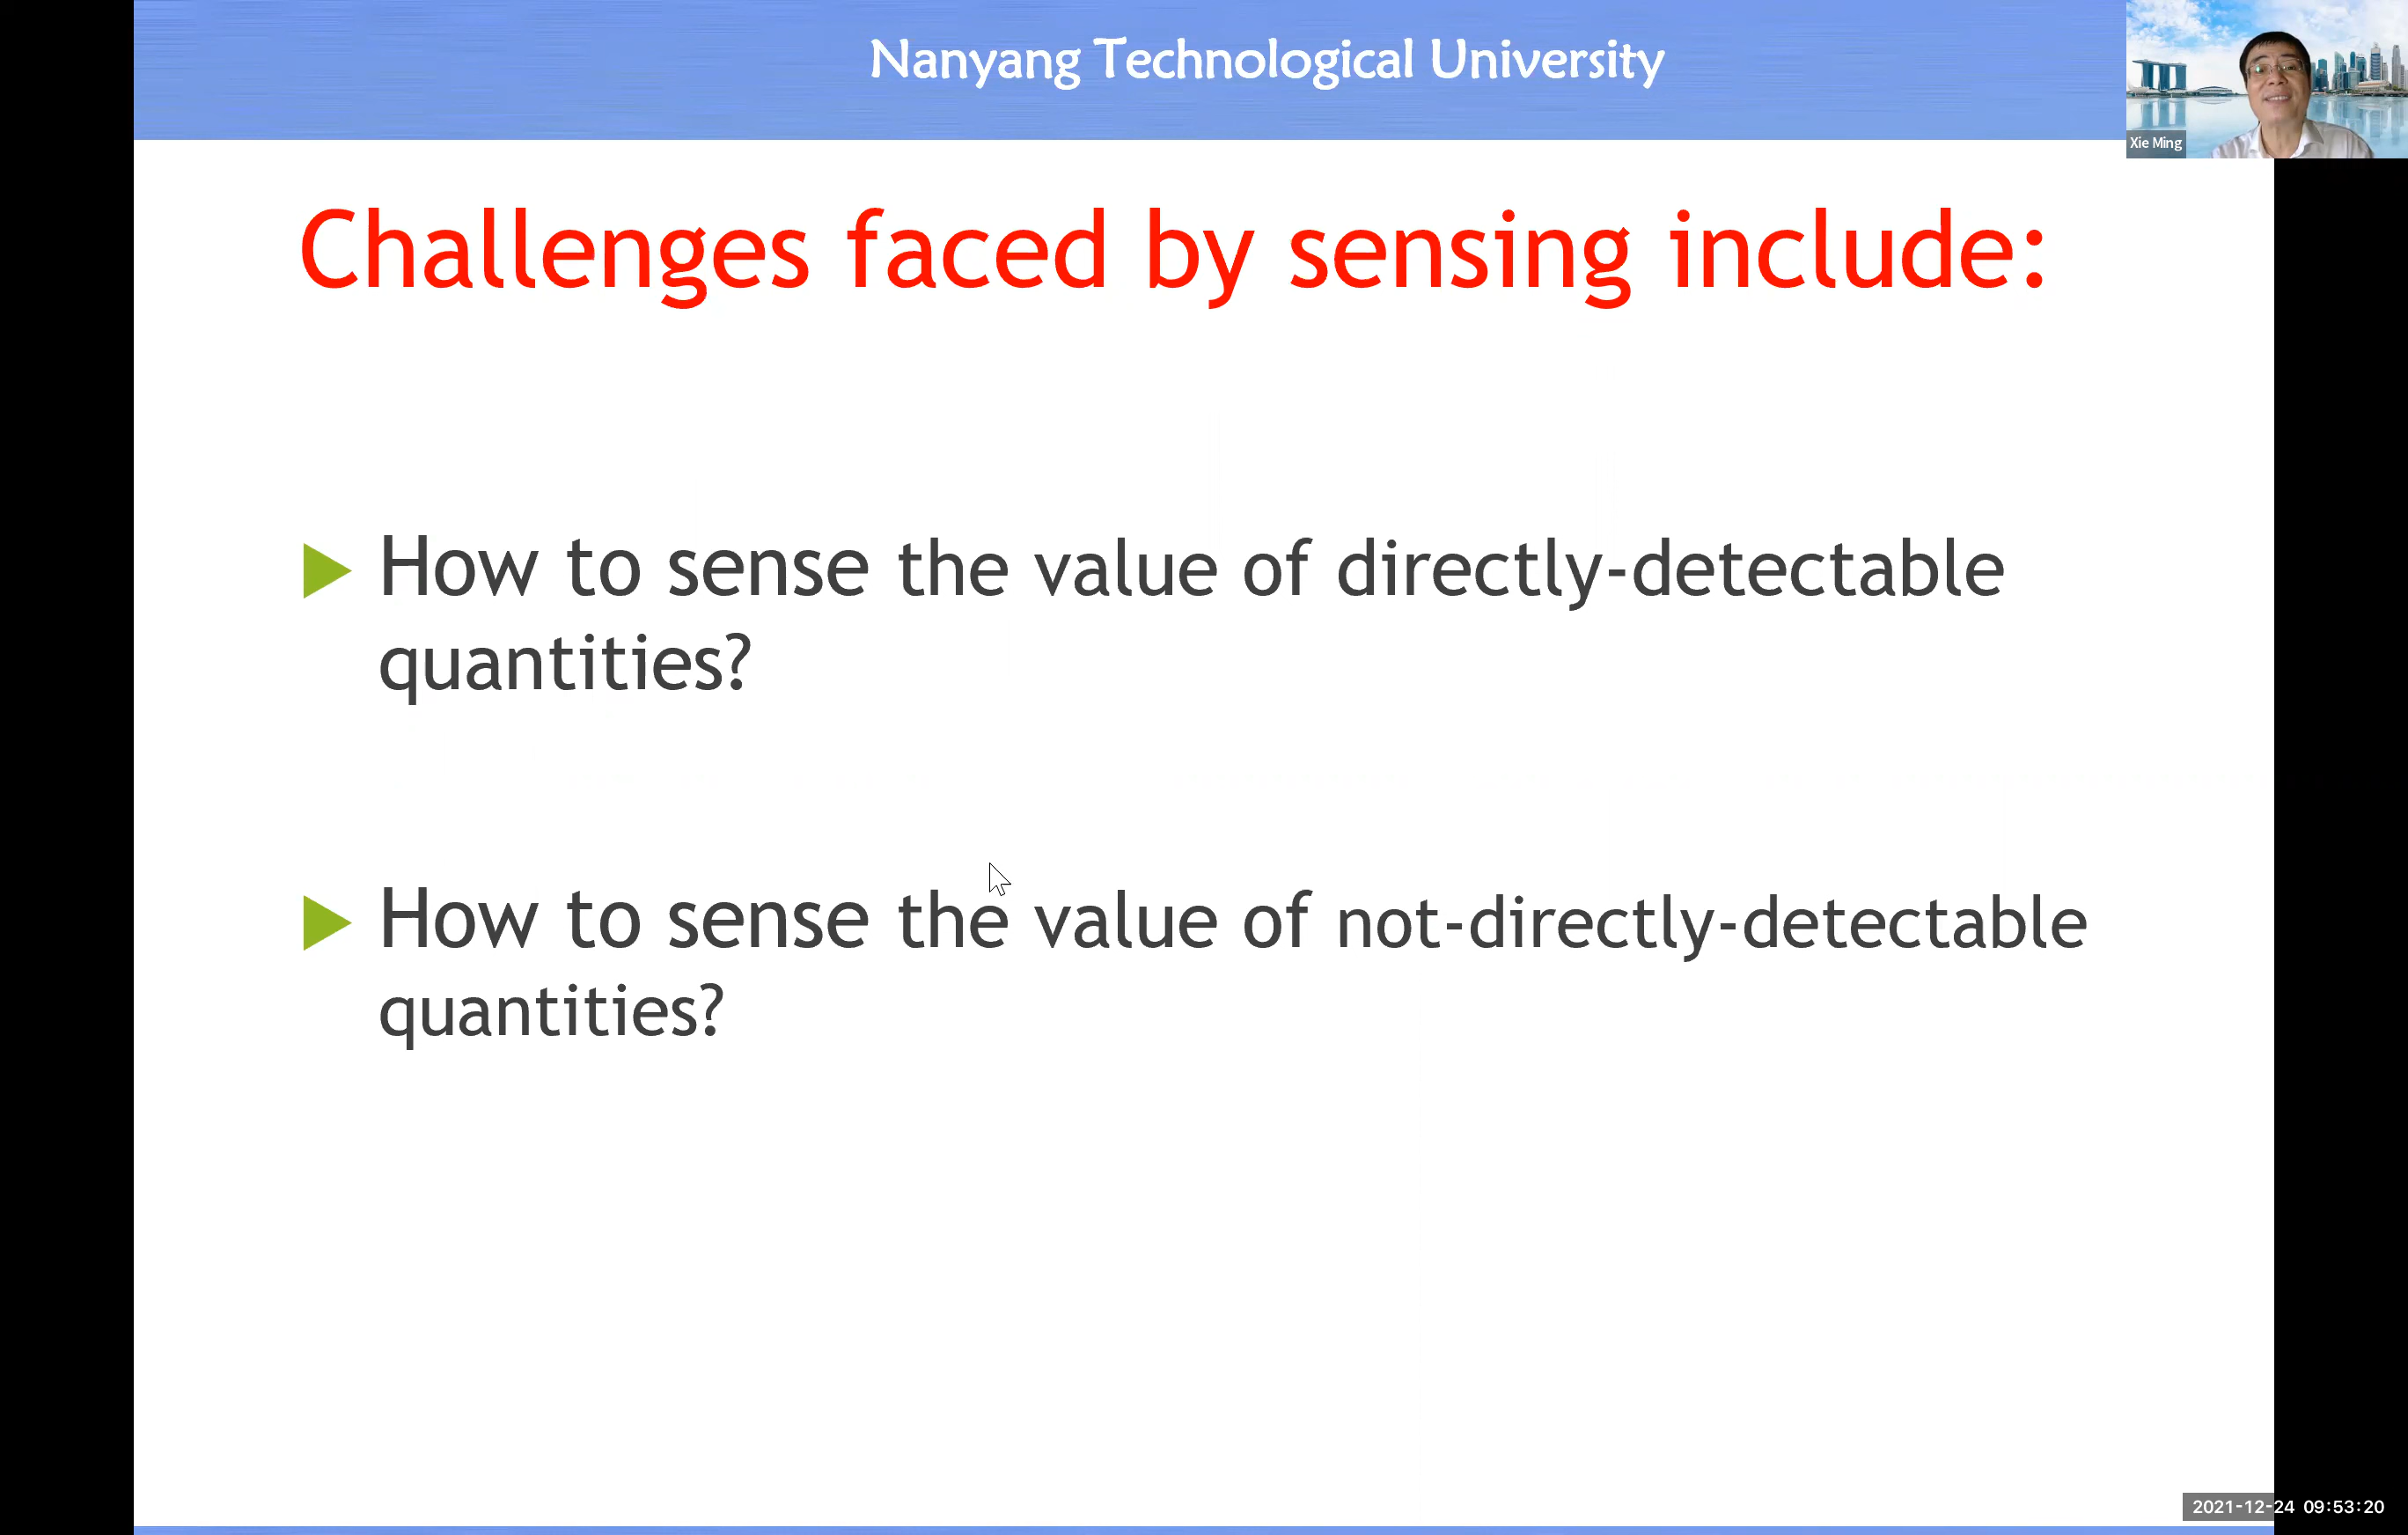 Nanyang Technological University
Xie Ming
Challenges faced by sensing include:
How to sense the value of directly-detectable
quantities?
How to sense the value of not-directly-detectable
quantities?
2021-12-24 09:53:20